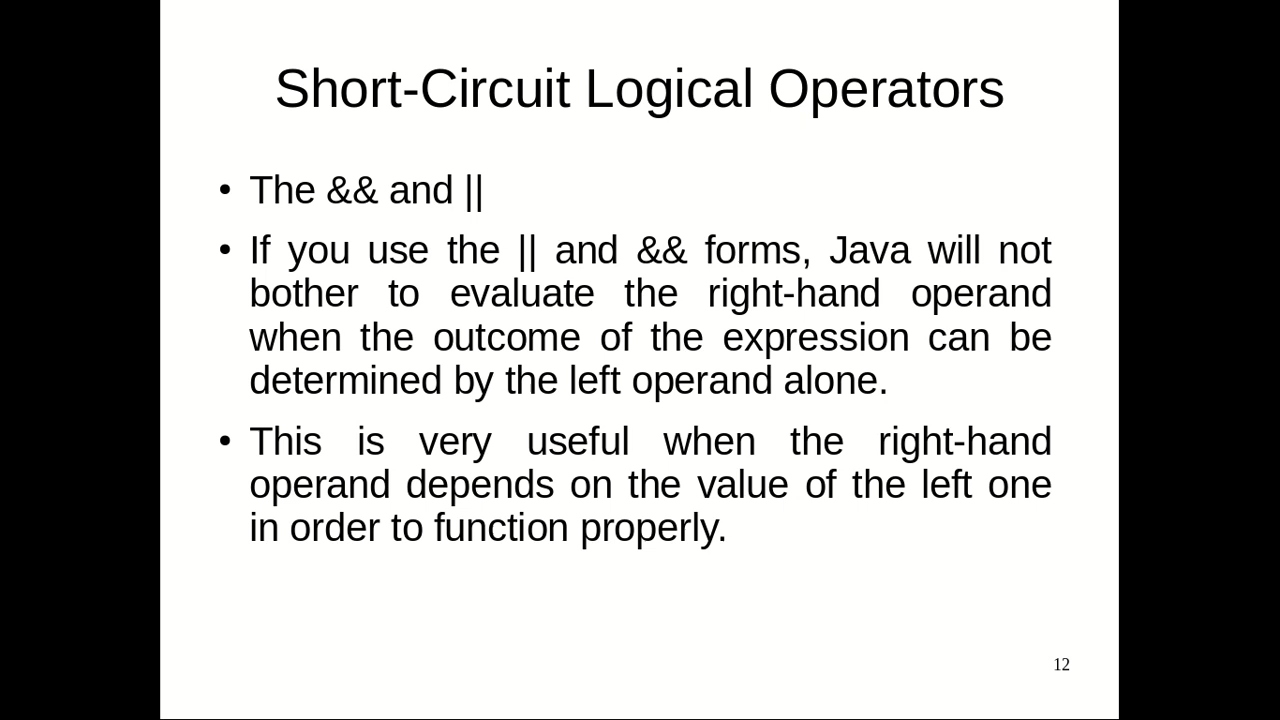 Short-Circuit Logical Operators
• The && and ||
• If you use the || and && forms, Java will not
bother to evaluate the right-hand operand
when the outcome of the expression can be
determined by the left operand alone.
• This is very useful when the right-hand
operand depends on the value of the left one
in order to function properly.
12